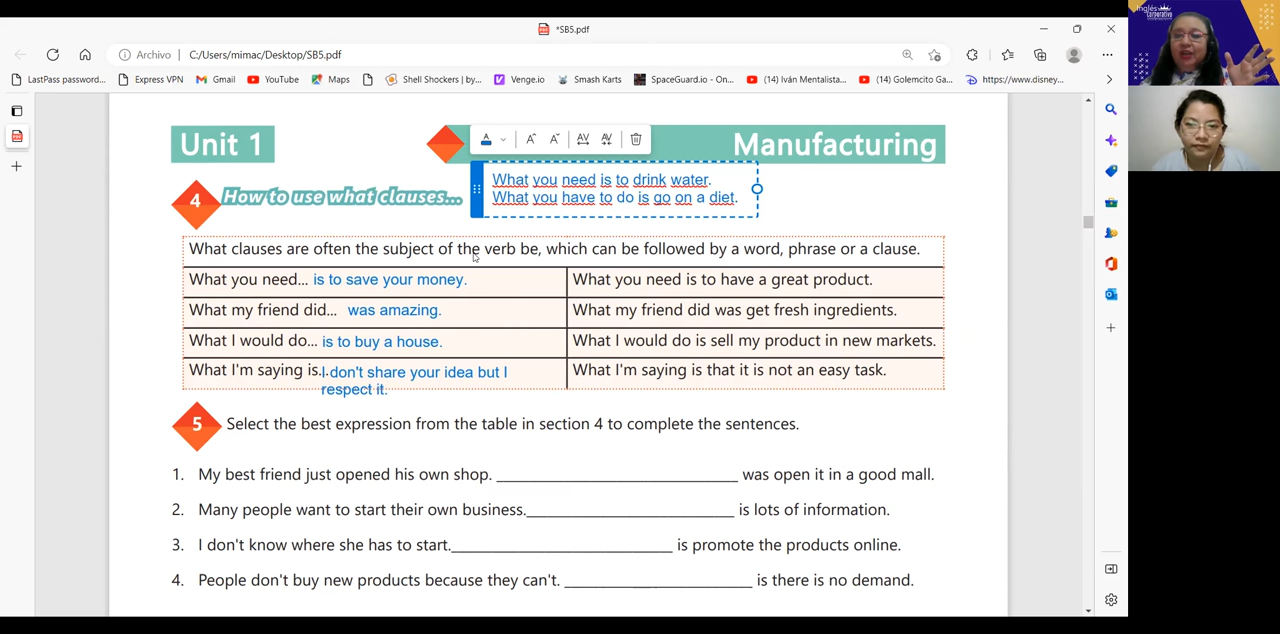 *SB5.pdf
Archivo | C:/Users/mimac/Desktop/SB5.pdf
LastPass password... Express VPN Gmail YouTube Maps Shell Shockers | by... Venge.io Smash Karts SpaceGuard.io - On... (14) Iván Mentalista... (14) Golemcito Ga... https://www.disney...
Inglés
Corporativo
Unit 1
Manufacturing
What you need is to drink water.
What you have to do is go on a diet.
4 How to use what clauses...
What clauses are often the subject of the verb be, which can be followed by a word, phrase or a clause.
What you need... is to save your money. What you need is to have a great product.
What my friend did... was amazing. What my friend did was get fresh ingredients.
What I would do... is to buy a house. What I would do is sell my product in new markets.
What I'm saying is... I don't share your idea but I What I'm saying is that it is not an easy task.
respect it.
5 Select the best expression from the table in section 4 to complete the sentences.
1. My best friend just opened his own shop. ____________________ was open it in a good mall.
2. Many people want to start their own business.____________________ is lots of information.
3. I don't know where she has to start.____________________ is promote the products online.
4. People don't buy new products because they can't. ____________________ is there is no demand.